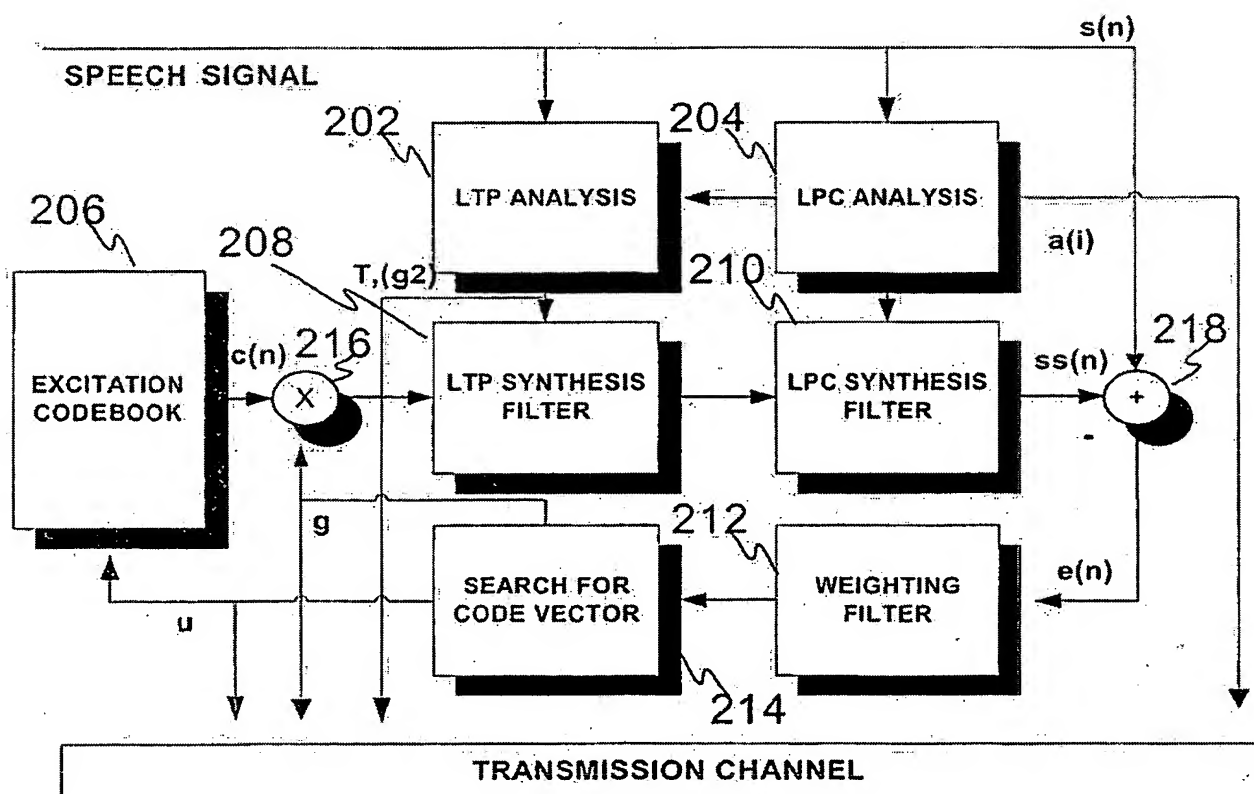 s(n)
SPEECH SIGNAL
202
204
LTP ANALYSIS
LPC ANALYSIS
206
208
a(i)
T,(g2)
210
c(n)
216
ss(n)
218
EXCITATION
CODEBOOK
X
LTP SYNTHESIS
FILTER
LPC SYNTHESIS
FILTER
+
-
g
212
SEARCH FOR
CODE VECTOR
WEIGHTING
FILTER
e(n)
u
214
TRANSMISSION CHANNEL